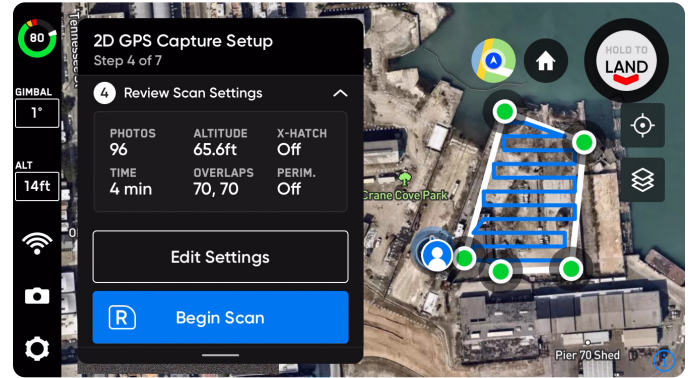 80
GIMBAL
1°
ALT
14ft
Tennessee
2D GPS Capture Setup
Step 4 of 7
4 Review Scan Settings
PHOTOS ALTITUDE X-HATCH
96 65.6ft Off
TIME OVERLAPS PERIM.
4 min 70, 70 Off
Edit Settings
R Begin Scan
HOLD TO
LAND
Crane Cove Park
Pier 70 Shed